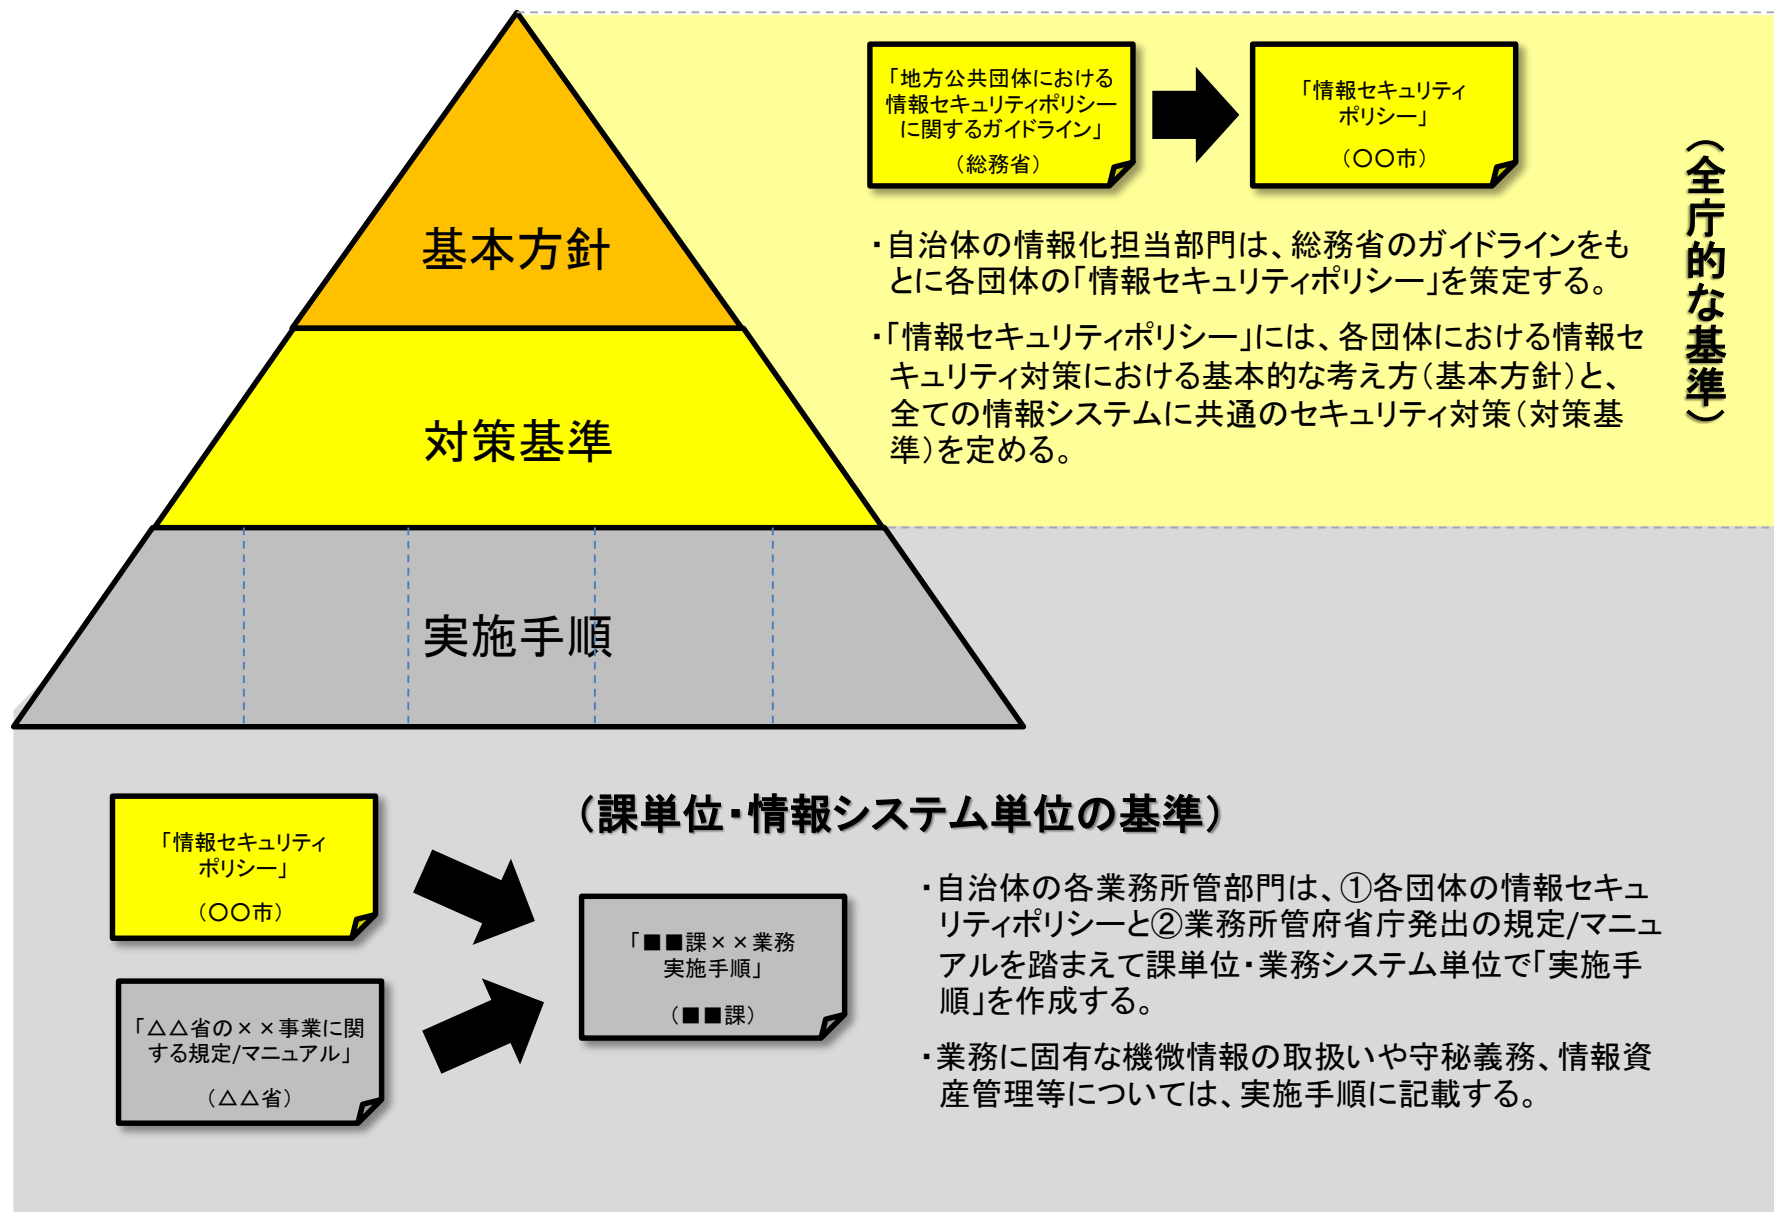 基本方針
対策基準
実施手順
「地方公共団体における
情報セキュリティポリシー
に関するガイドライン」
（総務省）
「情報セキュリティ
ポリシー」
（〇〇市）
（全庁的な基準）
・自治体の情報化担当部門は、総務省のガイドラインをも
とに各団体の「情報セキュリティポリシー」を策定する。
・「情報セキュリティポリシー」には、各団体における情報セ
キュリティ対策における基本的な考え方（基本方針）と、
全ての情報システムに共通のセキュリティ対策（対策基
準）を定める。
（課単位・情報システム単位の基準）
「情報セキュリティ
ポリシー」
（〇〇市）
「△△省の××事業に関
する規定/マニュアル」
（△△省）
「■■課××業務
実施手順」
（■■課）
・自治体の各業務所管部門は、①各団体の情報セキュ
リティポリシーと②業務所管府省庁発出の規定/マニュ
アルを踏まえて課単位・業務システム単位で「実施手
順」を作成する。
・業務に固有な機微情報の取扱いや守秘義務、情報資
産管理等については、実施手順に記載する。